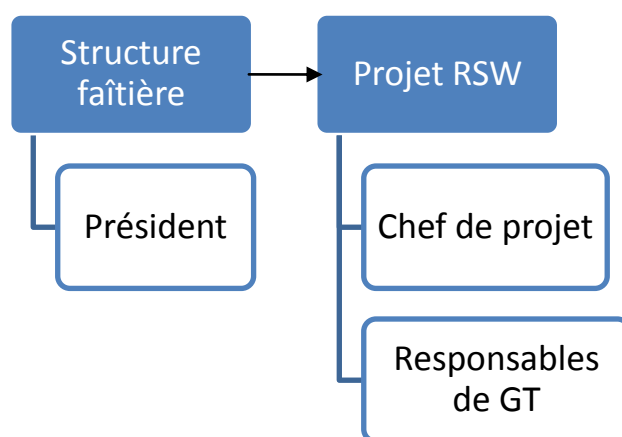 Structure
faîtière
Projet RSW
Président
Chef de projet
Responsables
de GT